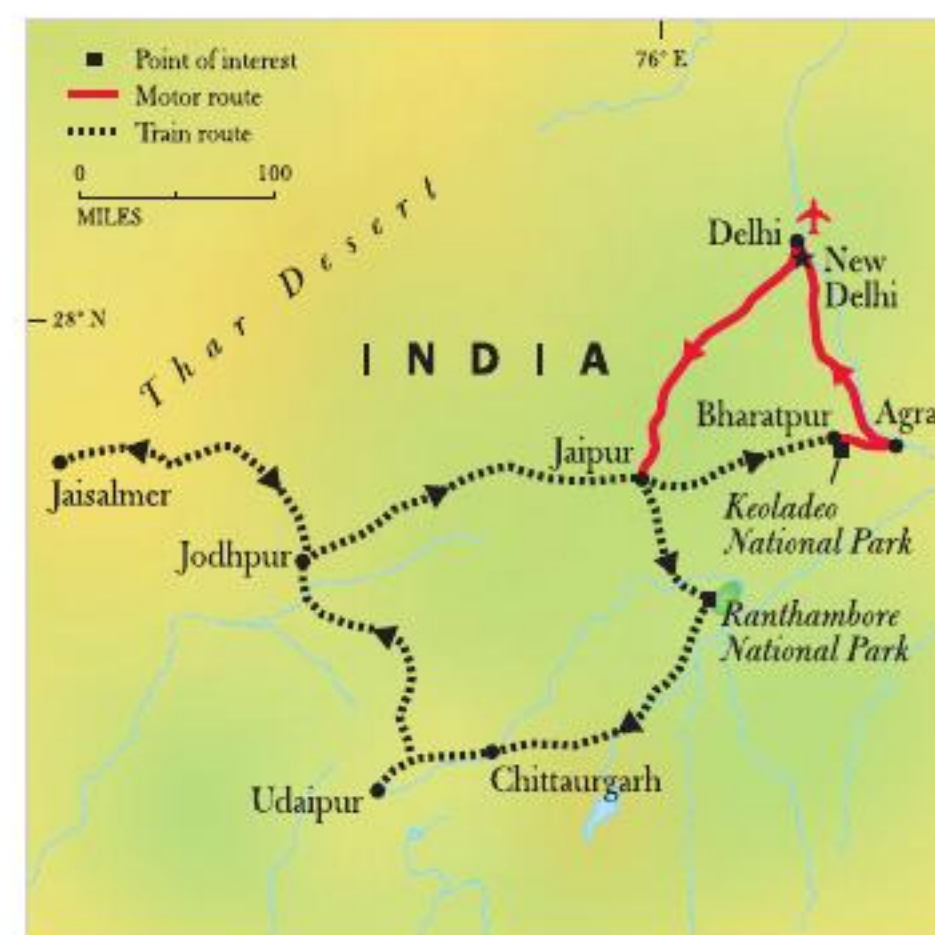 Point of interest
Motor route
Train route
0 100
MILES
76° E
28° N
Thar Desert
INDIA
Delhi
New
Delhi
Bharatpur
Agra
Jaipur
Keoladeo
National Park
Jaisalmer
Jodhpur
Ranthambore
National Park
Chittaurgarh
Udaipur